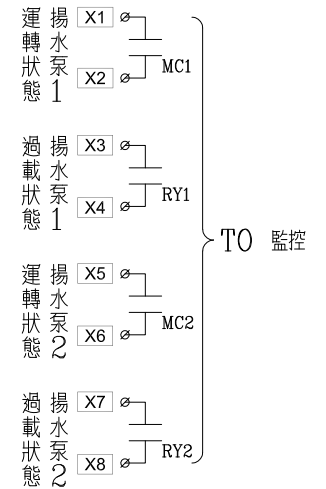 揚水泵1
運轉狀態
X1
X2
MC1
揚水泵1
過載狀態
X3
X4
RY1
TO 監控
揚水泵2
運轉狀態
X5
X6
MC2
揚水泵2
過載狀態
X7
X8
RY2